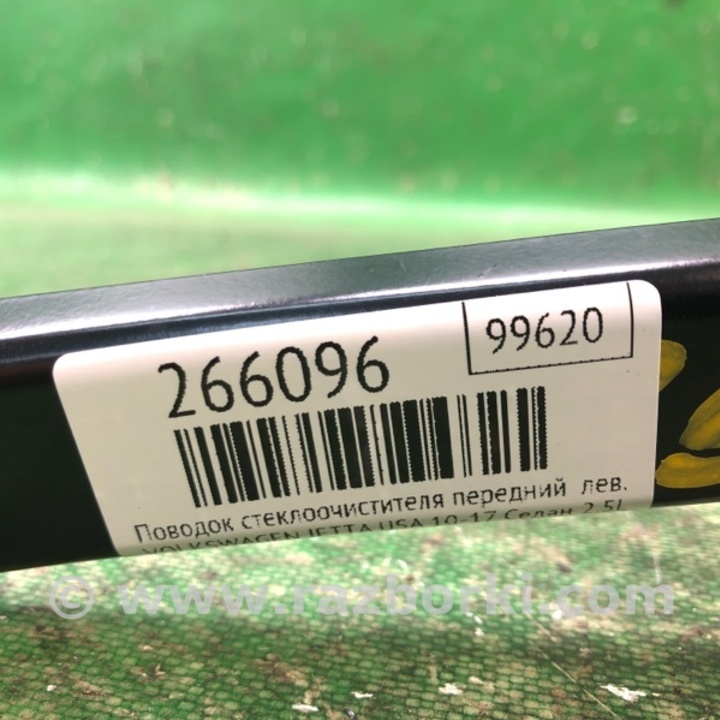 99620
266096
Поводок стеклоочистителя передний лев.
VOLKSWAGEN JETTA USA 10-17 Седан 2.5L
© www.razborki.com